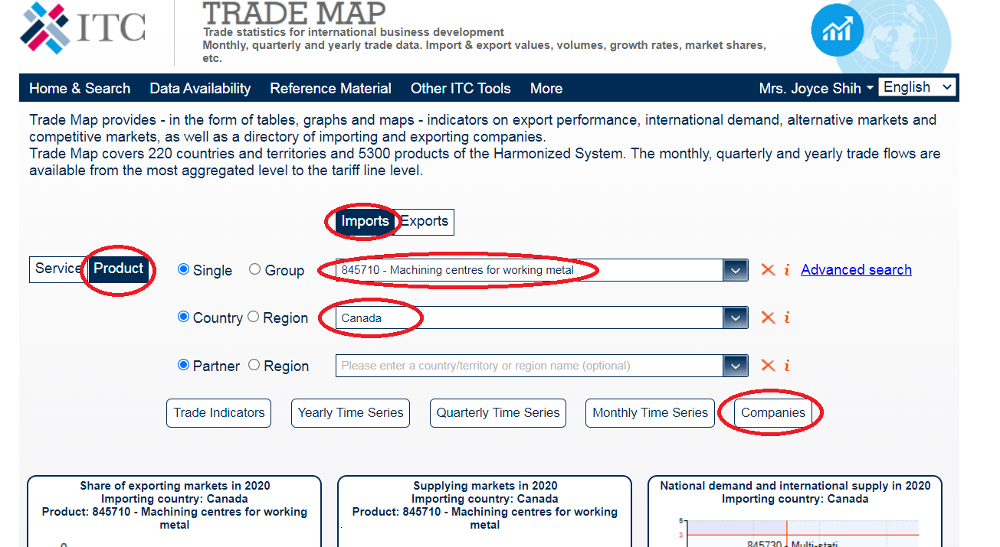 ITC
TRADE MAP
Trade statistics for international business development
Monthly, quarterly and yearly trade data. Import & export values, volumes, growth rates, market shares,
etc.
Home & Search Data Availability Reference Material Other ITC Tools More Mrs. Joyce Shih English
Trade Map provides - in the form of tables, graphs and maps - indicators on export performance, international demand, alternative markets and
competitive markets, as well as a directory of importing and exporting companies.
Trade Map covers 220 countries and territories and 5300 products of the Harmonized System. The monthly, quarterly and yearly trade flows are
available from the most aggregated level to the tariff line level.
Imports Exports
Service Product Single Group 845710 - Machining centres for working metal i Advanced search
Country Region Canada i
Partner Region Please enter a country/territory or region name (optional) i
Trade Indicators Yearly Time Series Quarterly Time Series Monthly Time Series Companies
Share of exporting markets in 2020
Importing country: Canada
Product: 845710 - Machining centres for working
metal
Supplying markets in 2020
Importing country: Canada
Product: 845710 - Machining centres for working
metal
National demand and international supply in 2020
Importing country: Canada
5
3
845730 - Multi-stati